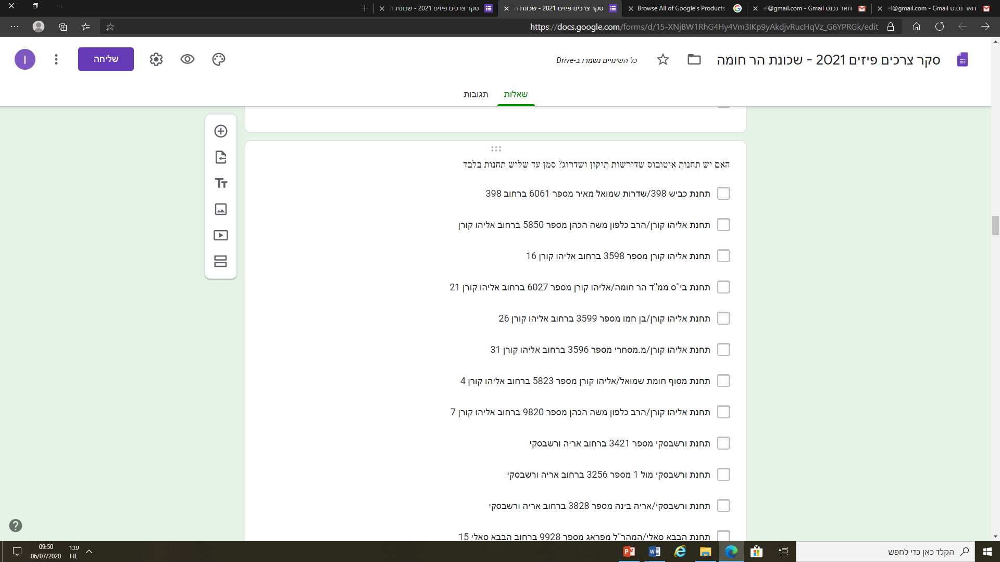 דואר נכנס el@gmail.com - Gmail
דואר נכנס el@gmail.com - Gmail
Browse All of Google's Products
סקר צרכים פיזים 2021 - שכונת ה
סקר צרכים פיזים 2021 - שכונת ה
https://docs.google.com/forms/d/15-XNjBW1RhG4Hy4Vm3IKp9yAkdjvRucHqVz_G6YPRGk/edit
סקר צרכים פיזים 2021 - שכונת הר חומה
כל השינויים נשמרו ב-Drive
שליחה
I
שאלות
תגובות
האם יש תחנות אוטובוס שדורשות תיקון ושדרוג? סמן עד שלוש תחנות בלבד
תחנת כביש 398/שדרות שמואל מאיר מספר 6061 ברחוב 398
תחנת אליהו קורן/הרב כלפון משה הכהן מספר 5850 ברחוב אליהו קורן
תחנת אליהו קורן מספר 3598 ברחוב אליהו קורן 16
תחנת בי''ס ממ''ד הר חומה/אליהו קורן מספר 6027 ברחוב אליהו קורן 21
תחנת אליהו קורן/בן חמו מספר 3599 ברחוב אליהו קורן 26
תחנת אליהו קורן/מ.מסחרי מספר 3596 ברחוב אליהו קורן 31
תחנת מסוף חומת שמואל/אליהו קורן מספר 5823 ברחוב אליהו קורן 4
תחנת אליהו קורן/הרב כלפון משה הכהן מספר 9820 ברחוב אליהו קורן 7
תחנת ורשבסקי מספר 3421 ברחוב אריה ורשבסקי
תחנת ורשבסקי מול 1 מספר 3256 ברחוב אריה ורשבסקי
תחנת ורשבסקי/אריה בינה מספר 3828 ברחוב אריה ורשבסקי
תחנת הבבא סאלי/המהר''ל מפראג מספר 9928 ברחוב הבבא סאלי 15
הקלד כאן כדי לחפש
עבר
HE
09:50
06/07/2020